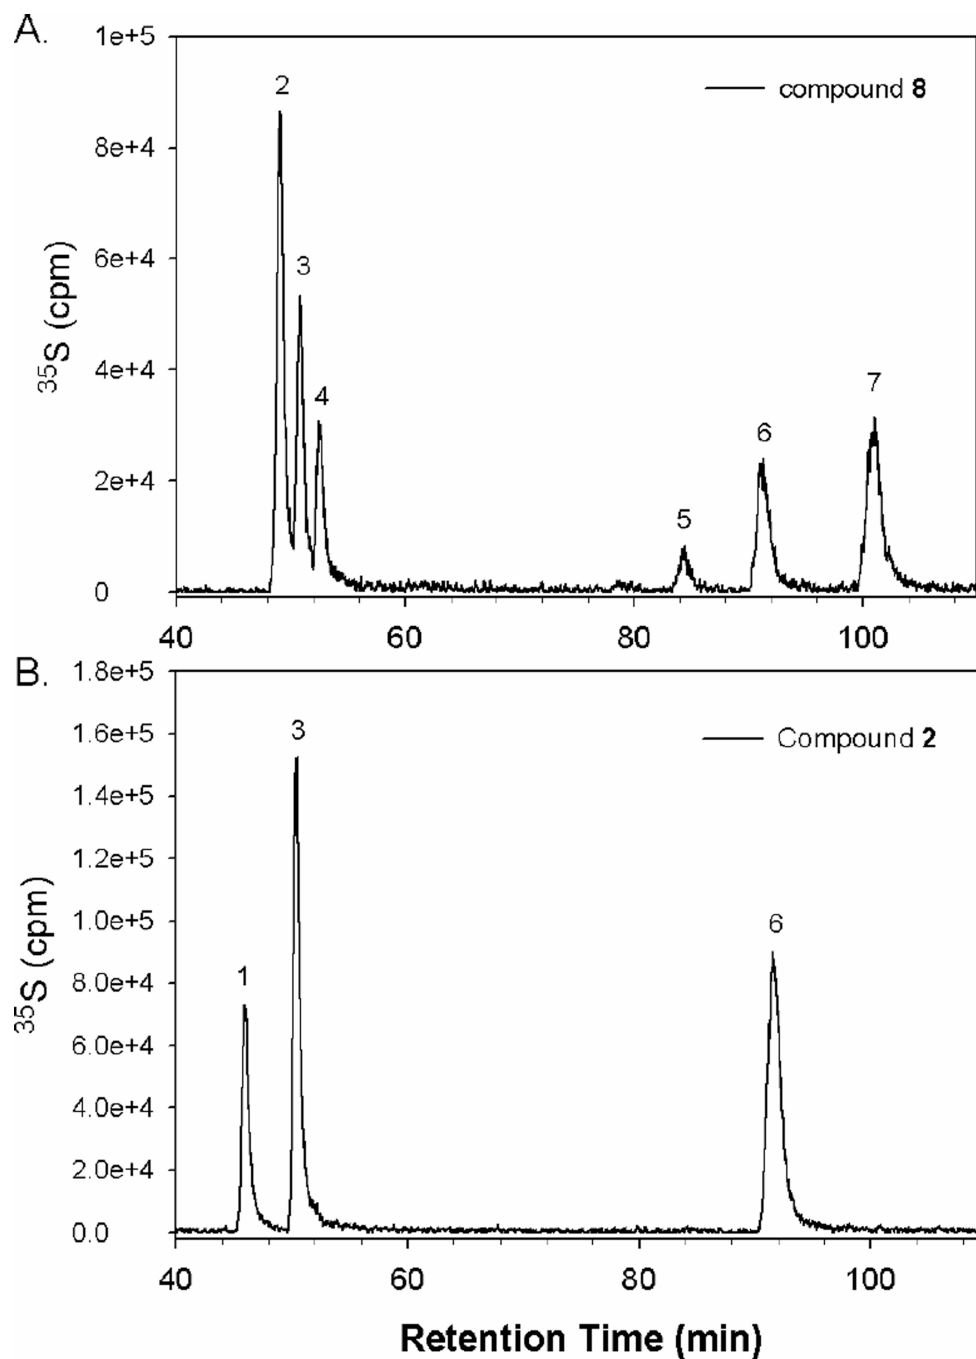 A.
1e+5
8e+4
6e+4
4e+4
2e+4
0
³⁵S (cpm)
compound 8
2
3
4
5
6
7
40
60
80
100
B.
1.8e+5
1.6e+5
1.4e+5
1.2e+5
1.0e+5
8.0e+4
6.0e+4
4.0e+4
2.0e+4
0.0
³⁵S (cpm)
Compound 2
1
3
6
40
60
80
100
Retention Time (min)